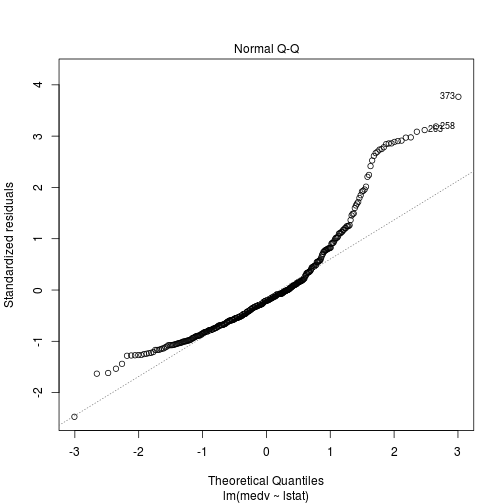 Normal Q-Q
Standardized residuals
4
3
2
1
0
-1
-2
373
258
263
-3 -2 -1 0 1 2 3
Theoretical Quantiles
lm(medv ~ lstat)